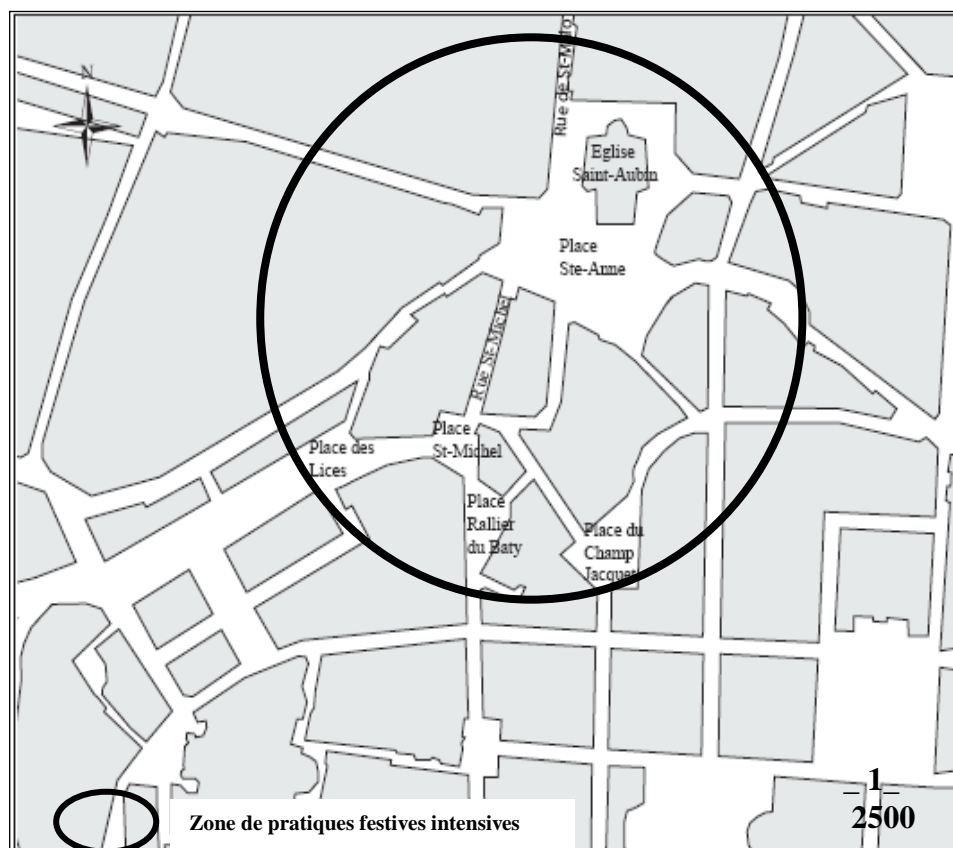 N
Rue de St-Malo
Eglise
Saint-Aubin
Place
Ste-Anne
Rue St-Michel
Place
St-Michel
Place des
Lices
Place
Rallier
du Baty
Place du
Champ
Jacquet
Zone de pratiques festives intensives
1
2500